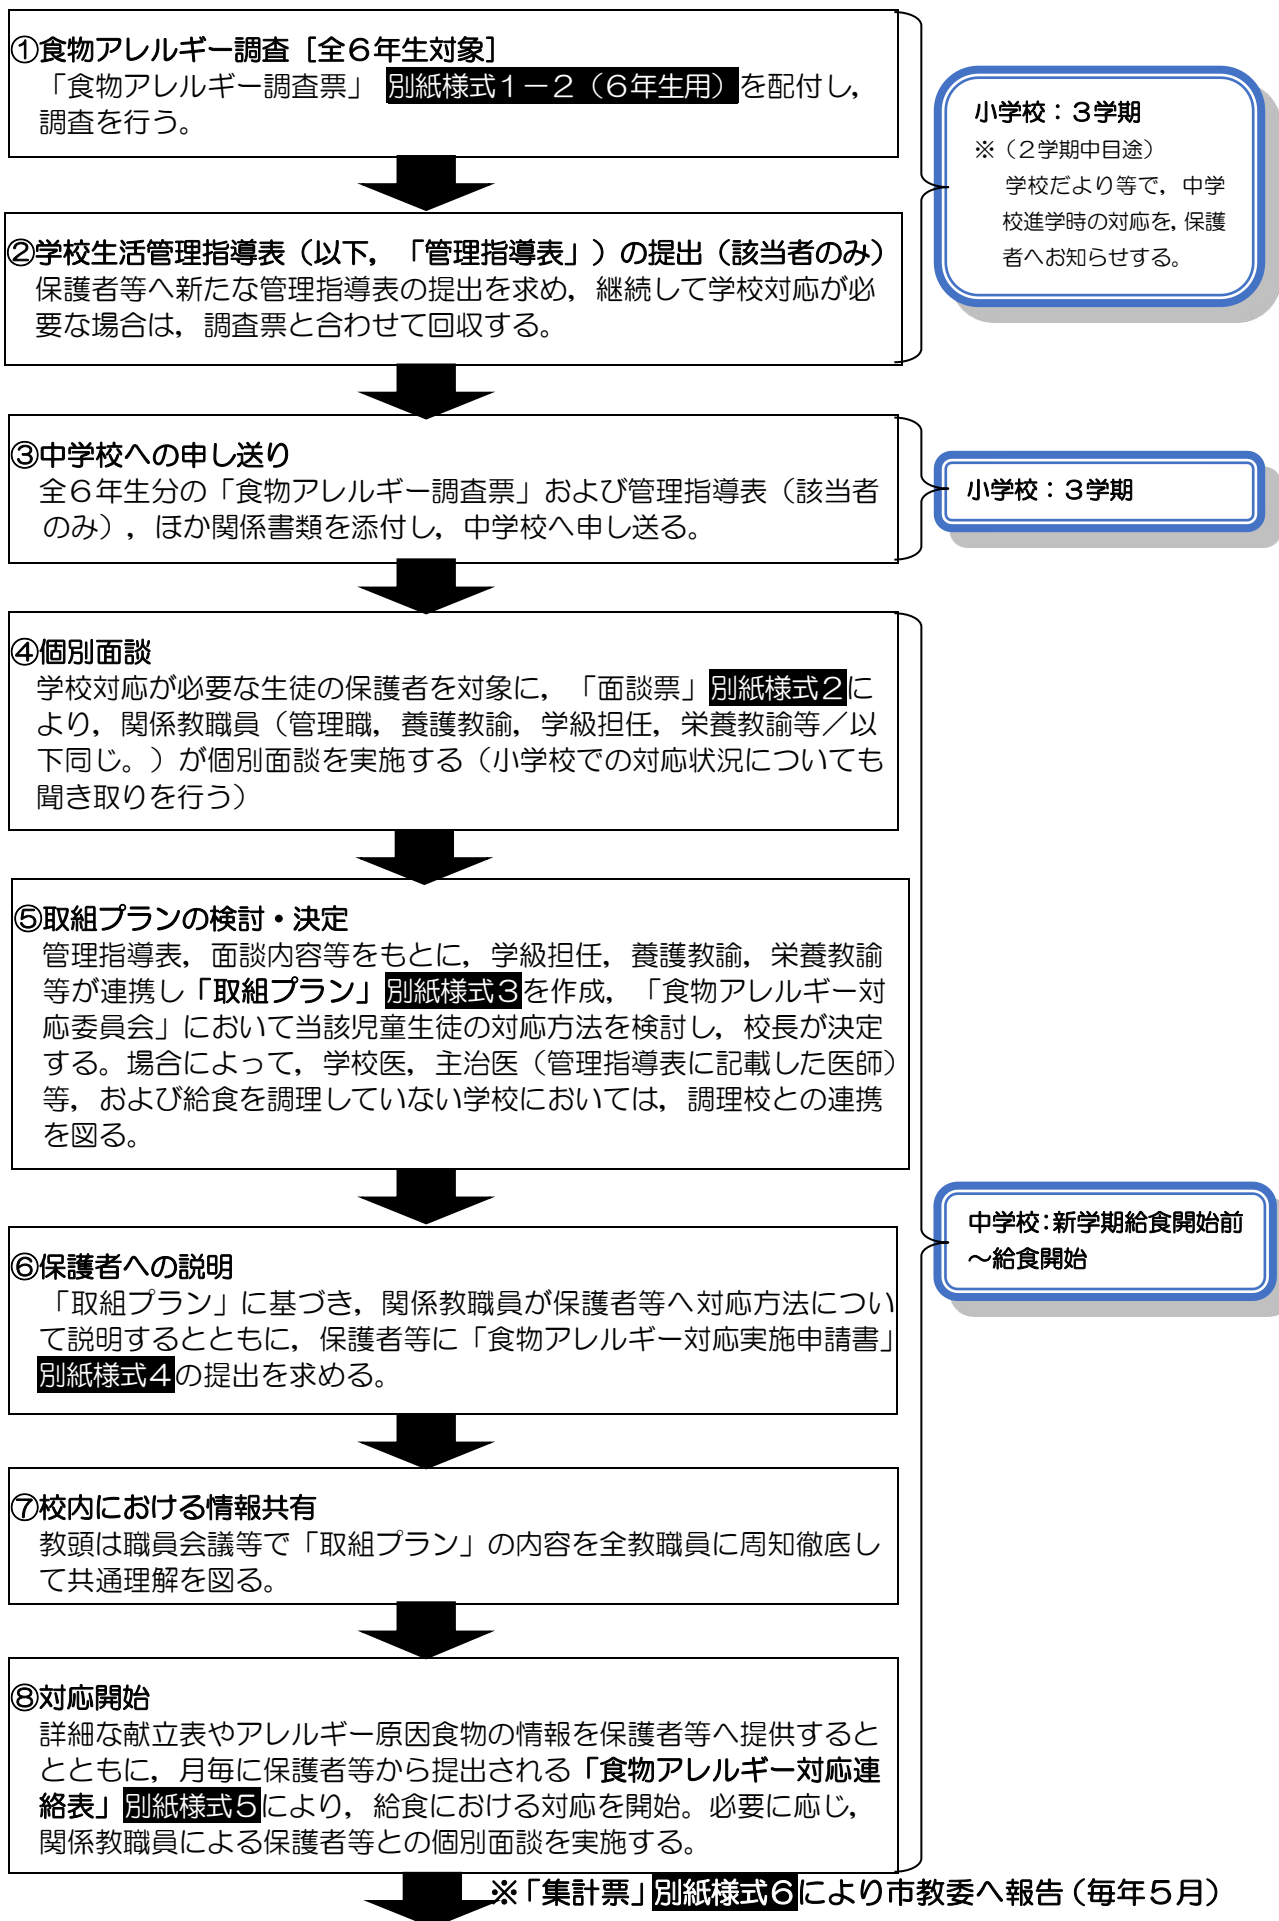 ①食物アレルギー調査［全６年生対象］
「食物アレルギー調査票」 別紙様式１－２（６年生用）を配付し，
調査を行う。
小学校：３学期
※（２学期中目途）
学校だより等で，中学
校進学時の対応を，保護
者へお知らせする。
②学校生活管理指導表（以下，「管理指導表」）の提出（該当者のみ）
保護者等へ新たな管理指導表の提出を求め，継続して学校対応が必
要な場合は，調査票と合わせて回収する。
③中学校への申し送り
全６年生分の「食物アレルギー調査票」および管理指導表（該当者
のみ），ほか関係書類を添付し，中学校へ申し送る。
小学校：３学期
④個別面談
学校対応が必要な生徒の保護者を対象に，「面談票」別紙様式２に
より，関係教職員（管理職，養護教諭，学級担任，栄養教諭等／以
下同じ。）が個別面談を実施する（小学校での対応状況についても
聞き取りを行う）
⑤取組プランの検討・決定
管理指導表，面談内容等をもとに，学級担任，養護教諭，栄養教諭
等が連携し「取組プラン」別紙様式３を作成，「食物アレルギー対
応委員会」において当該児童生徒の対応方法を検討し，校長が決定
する。場合によって，学校医，主治医（管理指導表に記載した医師）
等，および給食を調理していない学校においては，調理校との連携
を図る。
中学校：新学期給食開始前
～給食開始
⑥保護者への説明
「取組プラン」に基づき，関係教職員が保護者等へ対応方法につい
て説明するとともに，保護者等に「食物アレルギー対応実施申請書」
別紙様式４の提出を求める。
⑦校内における情報共有
教頭は職員会議等で「取組プラン」の内容を全教職員に周知徹底し
て共通理解を図る。
⑧対応開始
詳細な献立表やアレルギー原因食物の情報を保護者等へ提供すると
とともに，月毎に保護者等から提出される「食物アレルギー対応連
絡表」別紙様式５により，給食における対応を開始。必要に応じ，
関係教職員による保護者等との個別面談を実施する。
※「集計票」別紙様式６により市教委へ報告（毎年５月）